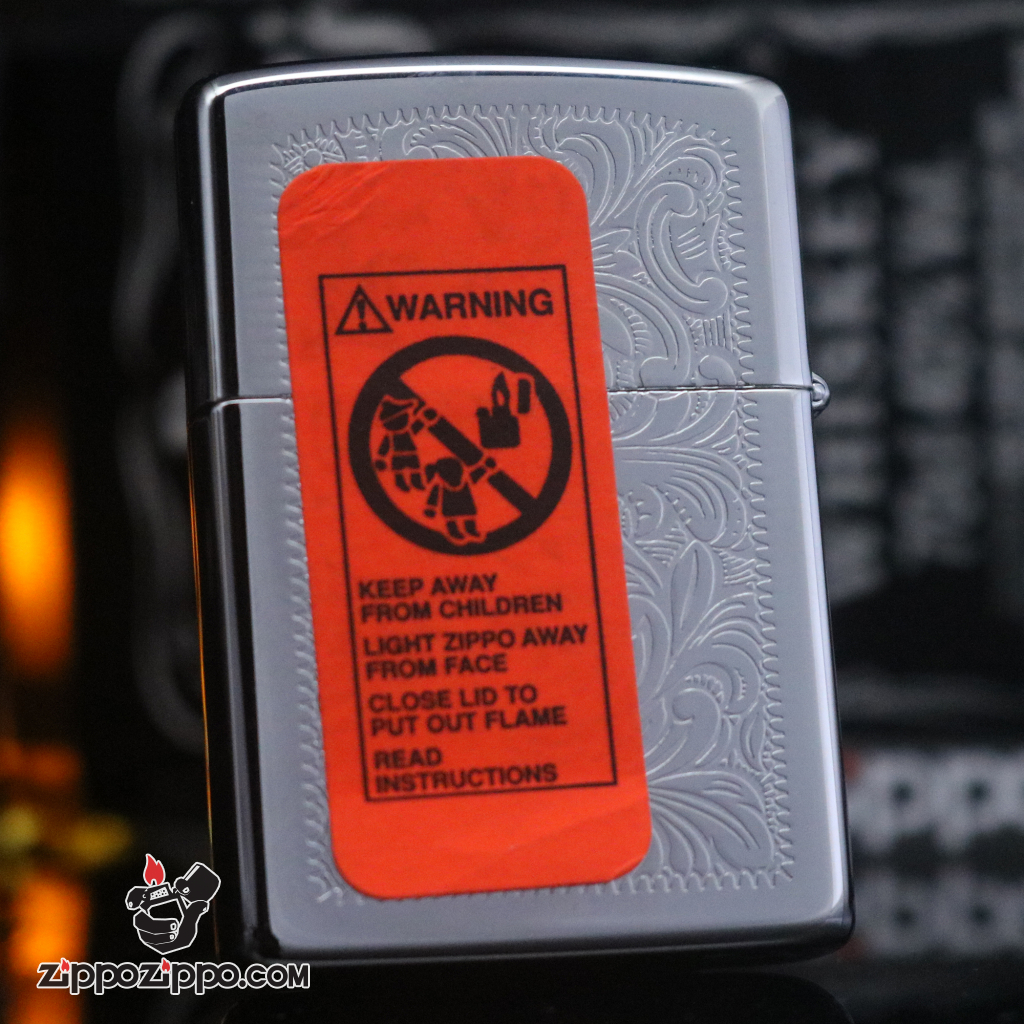 WARNING
KEEP AWAY
FROM CHILDREN
LIGHT ZIPPO AWAY
FROM FACE
CLOSE LID TO
PUT OUT FLAME
READ
INSTRUCTIONS
ZippoZippo.com